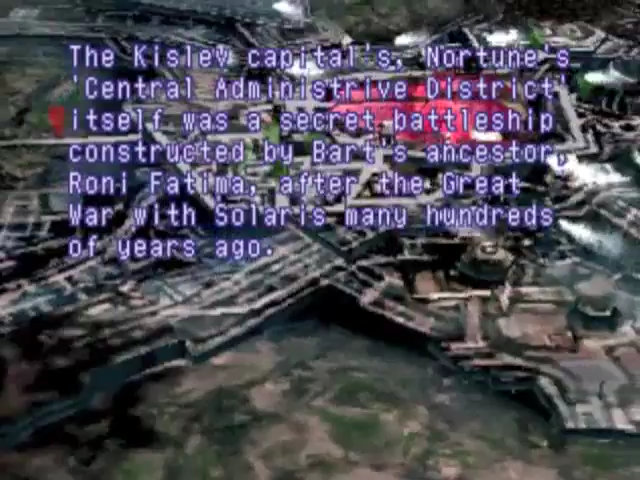 The Kislev capital's, Nortune's
'Central Administrive District'
itself was a secret battleship
constructed by Bart's ancestor,
Roni Fatima, after the Great
War with Solaris many hundreds
of years ago.